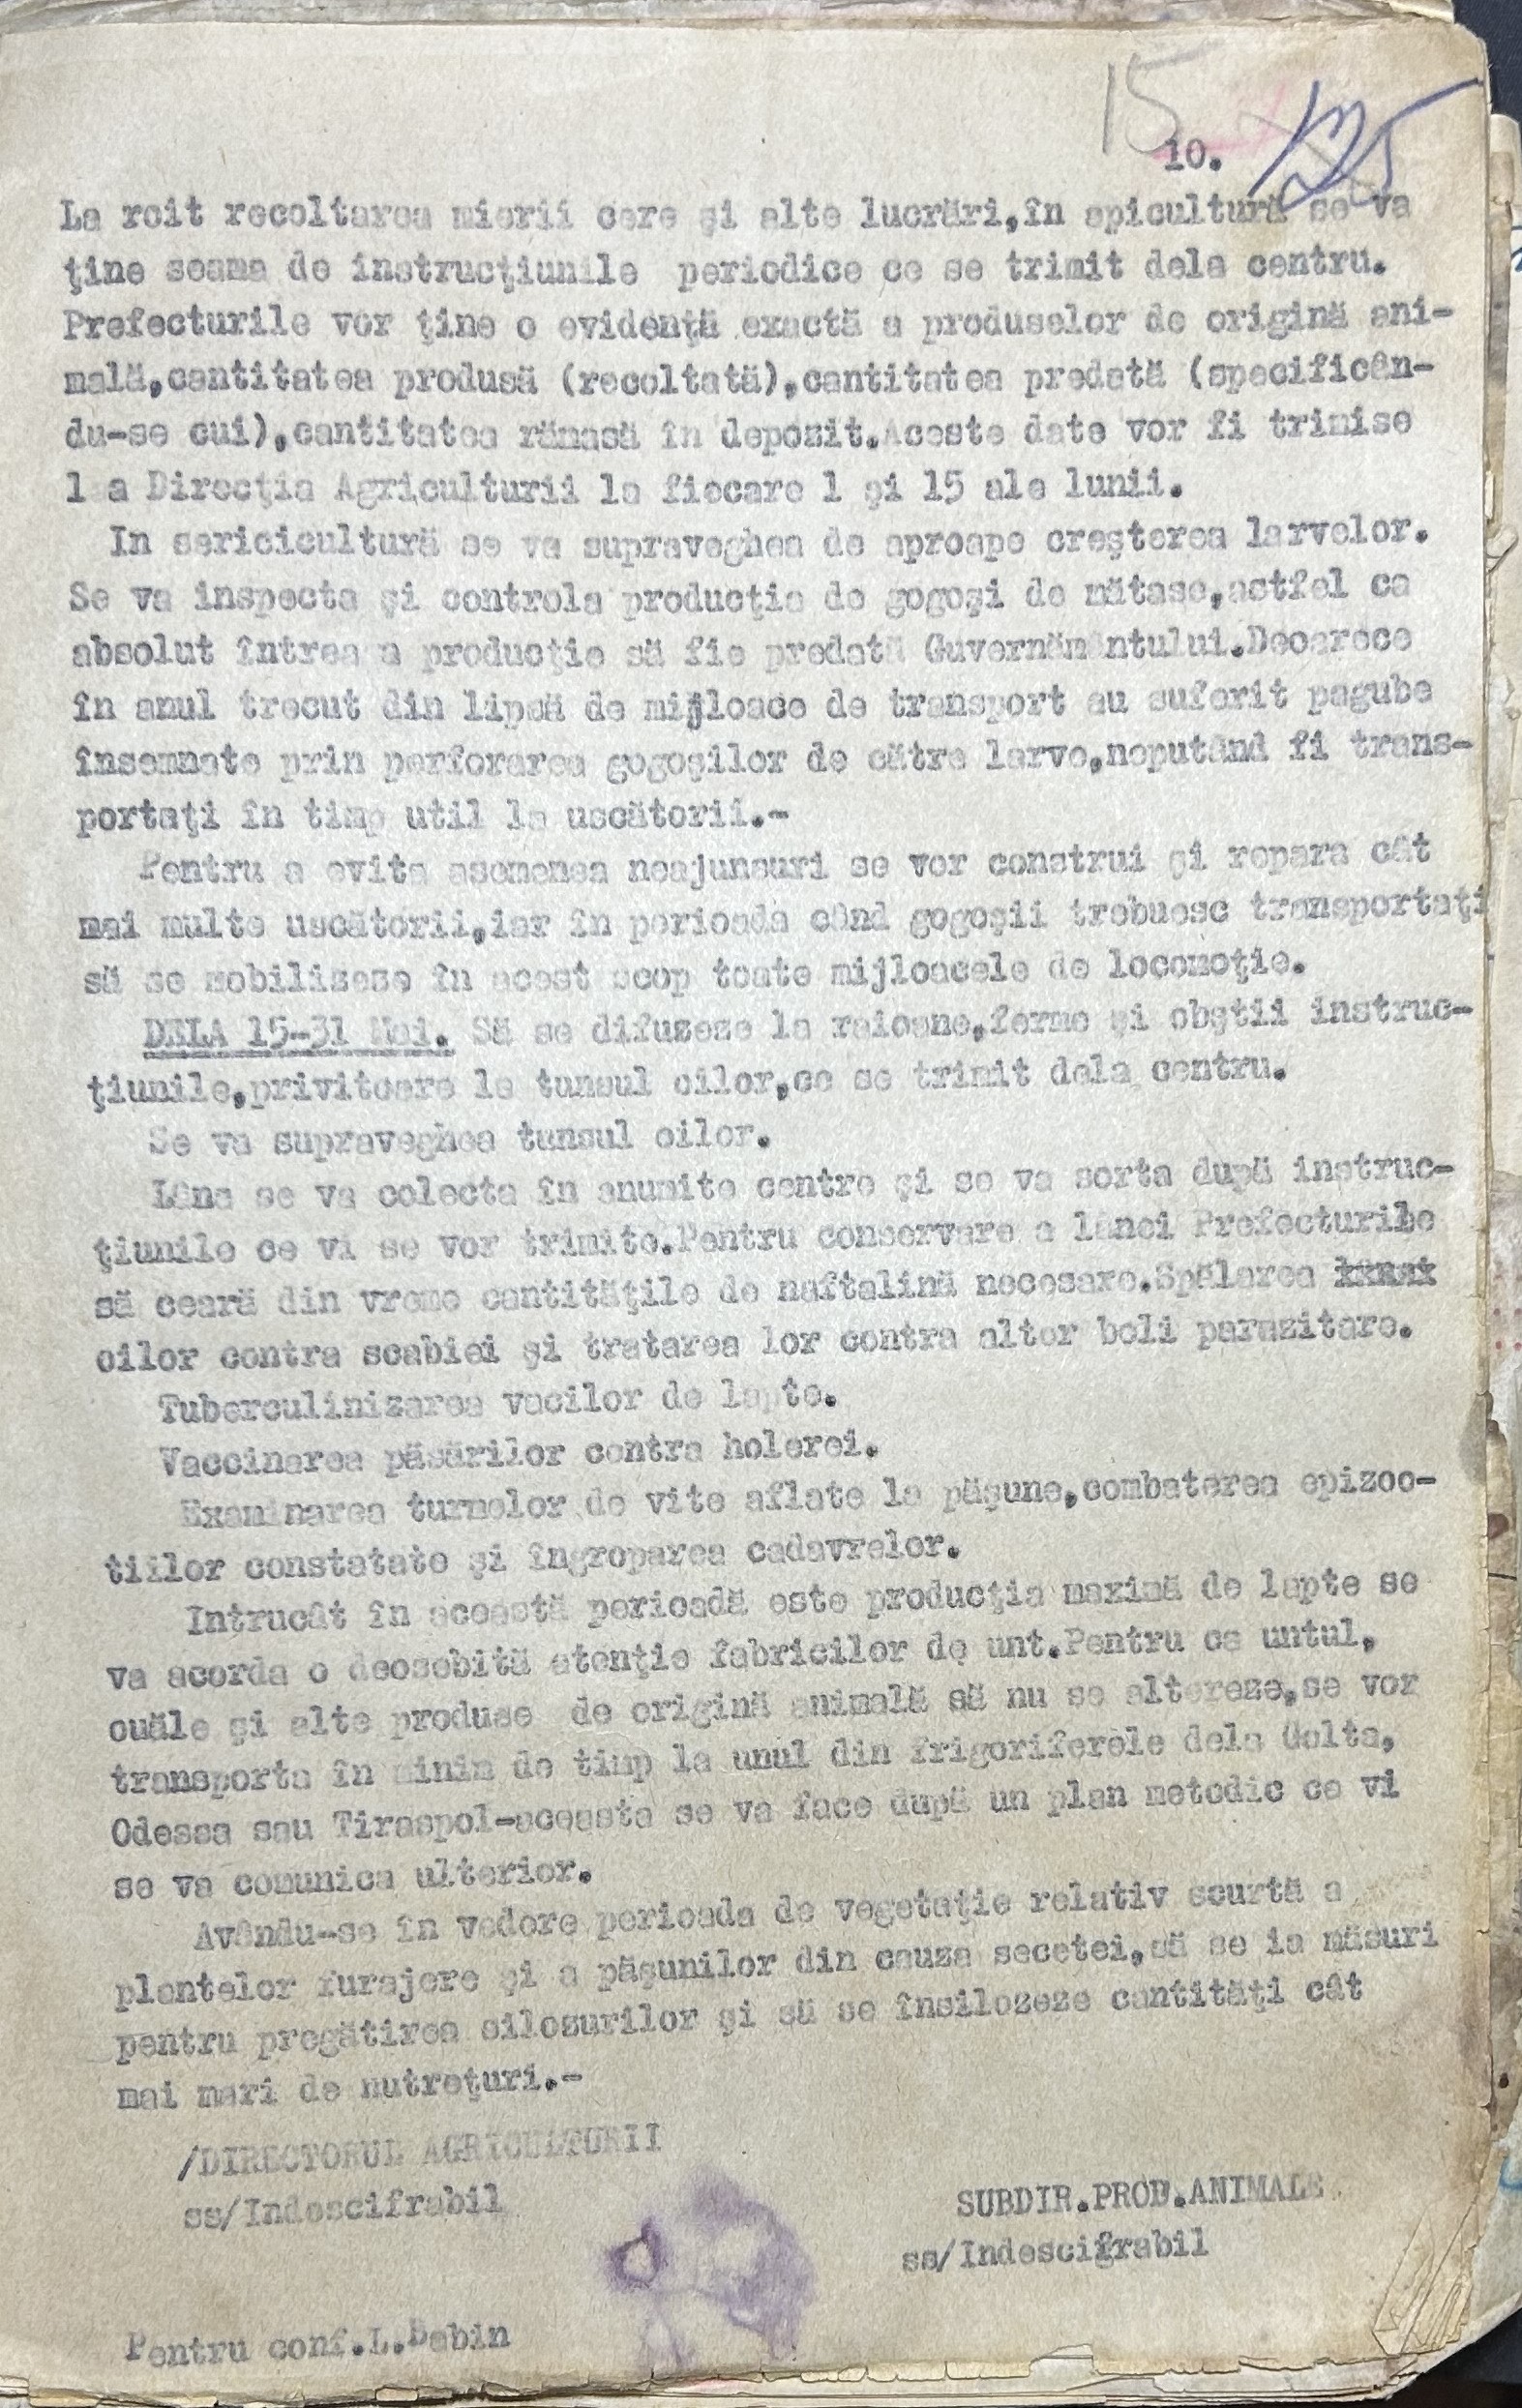 15
10.
125
La roit recoltarea mierii cere şi alte lucrări,în apicultură se va
ţine seama de instrucţiunile periodice ce se trimit dela centru.
Prefecturile vor ţine o evidenţă exactă a produselor de origină ani-
mală,cantitatea produsă (recoltată),cantitatea predată (specificân-
du-se cui),cantitatea rămasă în depozit.Aceste date vor fi trimise
l a Direcţia Agriculturii la fiecare 1 şi 15 ale lunii.
In sericicultură se va supraveghea de aproape creşterea larvelor.
Se va inspecta şi controla producţia de gogoşi de mătase,astfel ca
absolut întrea a producţie să fie predată Guvernământului.Deoarece
în anul trecut din lipsă de mijloace de transport au suferit pagube
însemnate prin perforarea gogoşilor de către larve,neputând fi trans-
portaţi în timp util la uscătorii.-
Pentru a evita asemenea neajunsuri se vor construi şi repara cât
mai multe uscătorii,iar în perioada când gogoşii trebuesc transportaţi
să se mobilizeze în acest scop toate mijloacele de locomoţie.
DELA 15-31 Mai. Să se difuzeze la raioane,ferme şi obştii instruc-
ţiunile,privitoare la tunsul oilor,ce se trimit dela centru.
Se va supraveghea tunsul oilor.
Lâna se va colecta în anumite centre şi se va sorta după instruc-
ţiunile ce vi se vor trimite.Pentru conservare a lânei Prefecturile
să ceară din vreme cantităţile de naftalină necesare.Spălarea
oilor contra scabiei şi tratarea lor contra altor boli parazitare.
Tuberculinizarea vacilor de lapte.
Vaccinarea păsărilor contra holerei.
Examinarea turmelor de vite aflate la păşune,combaterea epizoo-
tiilor constatate şi îngroparea cadavrelor.
Intrucât în această perioadă este producţia maximă de lapte se
va acorda o deosebită atenţie fabricilor de unt.Pentru ca untul,
ouăle şi alte produse de origină animală să nu se altereze,se vor
transporta în minim de timp la unul din frigoriferele dela Golta,
Odessa sau Tiraspol-aceasta se va face după un plan metodic ce vi
se va comunica ulterior.
Avându-se în vedere perioada de vegetaţie relativ scurtă a
plantelor furajere şi a păşunilor din cauza secetei,să se ia măsuri
pentru pregătirea silozurilor şi să se însilozeze cantităţi cât
mai mari de nutreţuri.-
/DIRECTORUL AGRICULTURII
ss/Indescifrabil
SUBDIR.PROD.ANIMALE
ss/Indescifrabil
Pentru conf.L.Babin